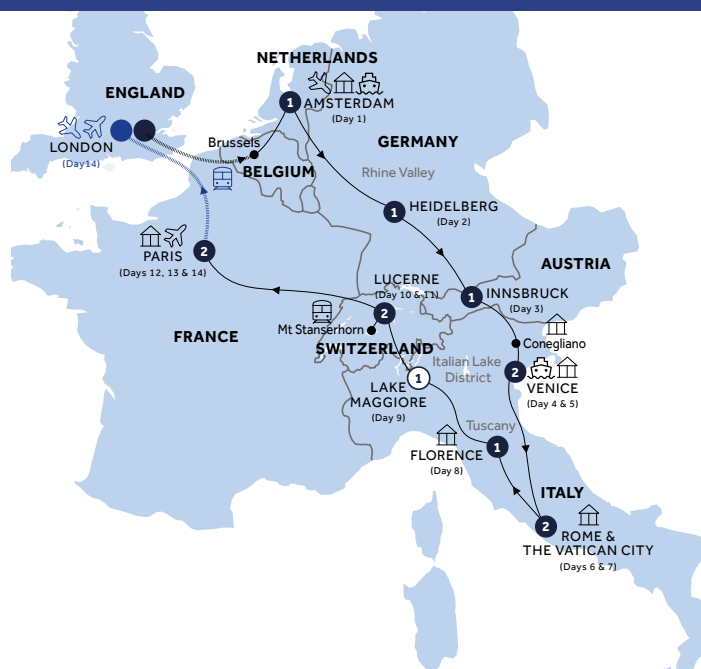 NETHERLANDS
ENGLAND
1
AMSTERDAM
(Day 1)
LONDON
(Day14)
Brussels
BELGIUM
GERMANY
Rhine Valley
1
HEIDELBERG
(Day 2)
2
PARIS
(Days 12, 13 & 14)
AUSTRIA
LUCERNE
(Day 10 & 11)
2
1
INNSBRUCK
(Day 3)
Mt Stanserhorn
FRANCE
SWITZERLAND
Conegliano
Italian Lake
District
2
VENICE
(Day 4 & 5)
1
LAKE
MAGGIORE
(Day 9)
Tuscany
1
FLORENCE
(Day 8)
ITALY
2
ROME &
THE VATICAN CITY
(Days 6 & 7)